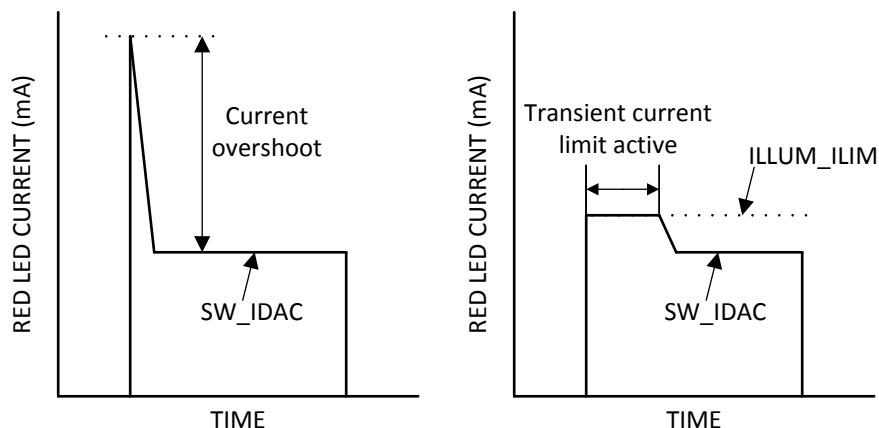 RED LED CURRENT (mA)
Current
overshoot
SW_IDAC
TIME
RED LED CURRENT (mA)
Transient current
limit active
ILLUM_ILIM
SW_IDAC
TIME